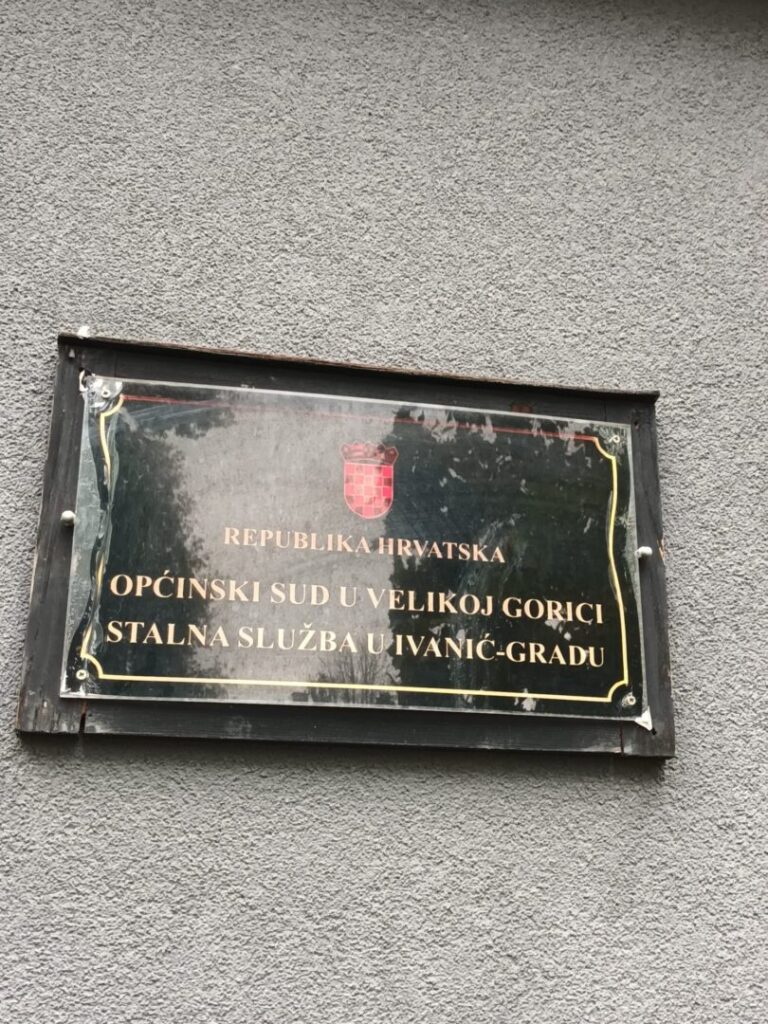 REPUBLIKA HRVATSKA
OPĆINSKI SUD U VELIKOJ GORICI
STALNA SLUŽBA U IVANIĆ-GRADU